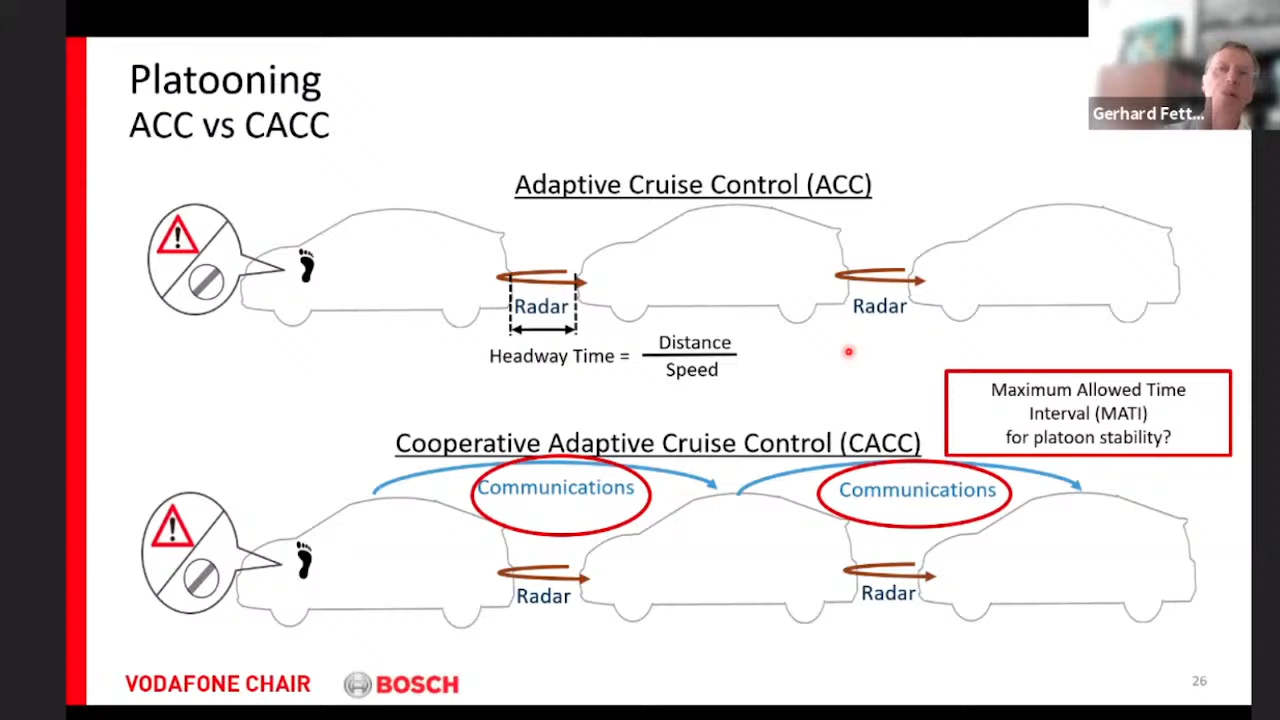 Platooning
ACC vs CACC
Gerhard Fett...
Adaptive Cruise Control (ACC)
!
Radar
Radar
Headway Time =
Distance
Speed
Maximum Allowed Time
Interval (MATI)
for platoon stability?
Cooperative Adaptive Cruise Control (CACC)
Communications
Communications
!
Radar
Radar
VODAFONE CHAIR
BOSCH
26